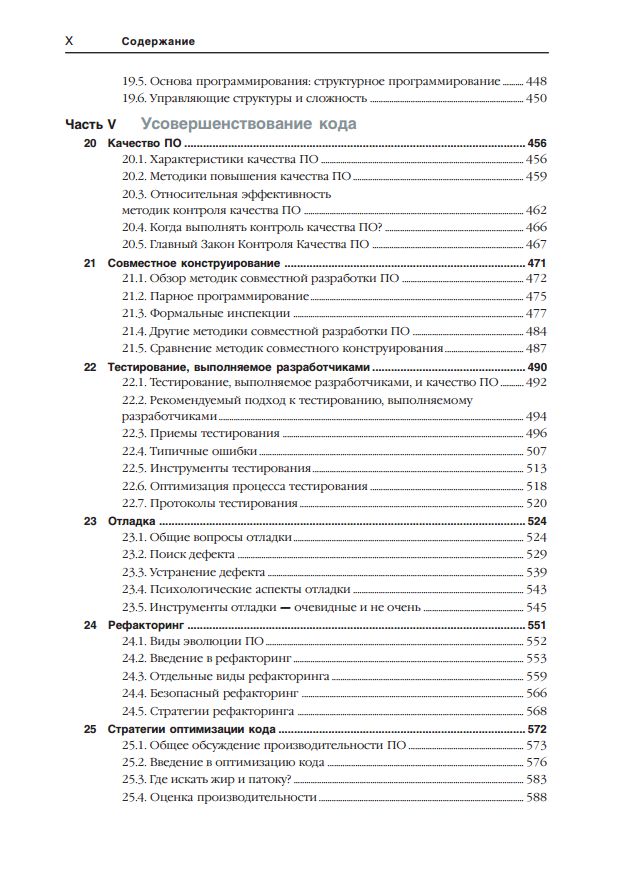 X Содержание
19.5. Основа программирования: структурное программирование 448
19.6. Управляющие структуры и сложность 450
Часть V Усовершенствование кода
20 Качество ПО 456
20.1. Характеристики качества ПО 456
20.2. Методики повышения качества ПО 459
20.3. Относительная эффективность
методик контроля качества ПО 462
20.4. Когда выполнять контроль качества ПО? 466
20.5. Главный Закон Контроля Качества ПО 467
21 Совместное конструирование 471
21.1. Обзор методик совместной разработки ПО 472
21.2. Парное программирование 475
21.3. Формальные инспекции 477
21.4. Другие методики совместной разработки ПО 484
21.5. Сравнение методик совместного конструирования 487
22 Тестирование, выполняемое разработчиками 490
22.1. Тестирование, выполняемое разработчиками, и качество ПО 492
22.2. Рекомендуемый подход к тестированию, выполняемому
разработчиками 494
22.3. Приемы тестирования 496
22.4. Типичные ошибки 507
22.5. Инструменты тестирования 513
22.6. Оптимизация процесса тестирования 518
22.7. Протоколы тестирования 520
23 Отладка 524
23.1. Общие вопросы отладки 524
23.2. Поиск дефекта 529
23.3. Устранение дефекта 539
23.4. Психологические аспекты отладки 543
23.5. Инструменты отладки — очевидные и не очень 545
24 Рефакторинг 551
24.1. Виды эволюции ПО 552
24.2. Введение в рефакторинг 553
24.3. Отдельные виды рефакторинга 559
24.4. Безопасный рефакторинг 566
24.5. Стратегии рефакторинга 568
25 Стратегии оптимизации кода 572
25.1. Общее обсуждение производительности ПО 573
25.2. Введение в оптимизацию кода 576
25.3. Где искать жир и патоку? 583
25.4. Оценка производительности 588